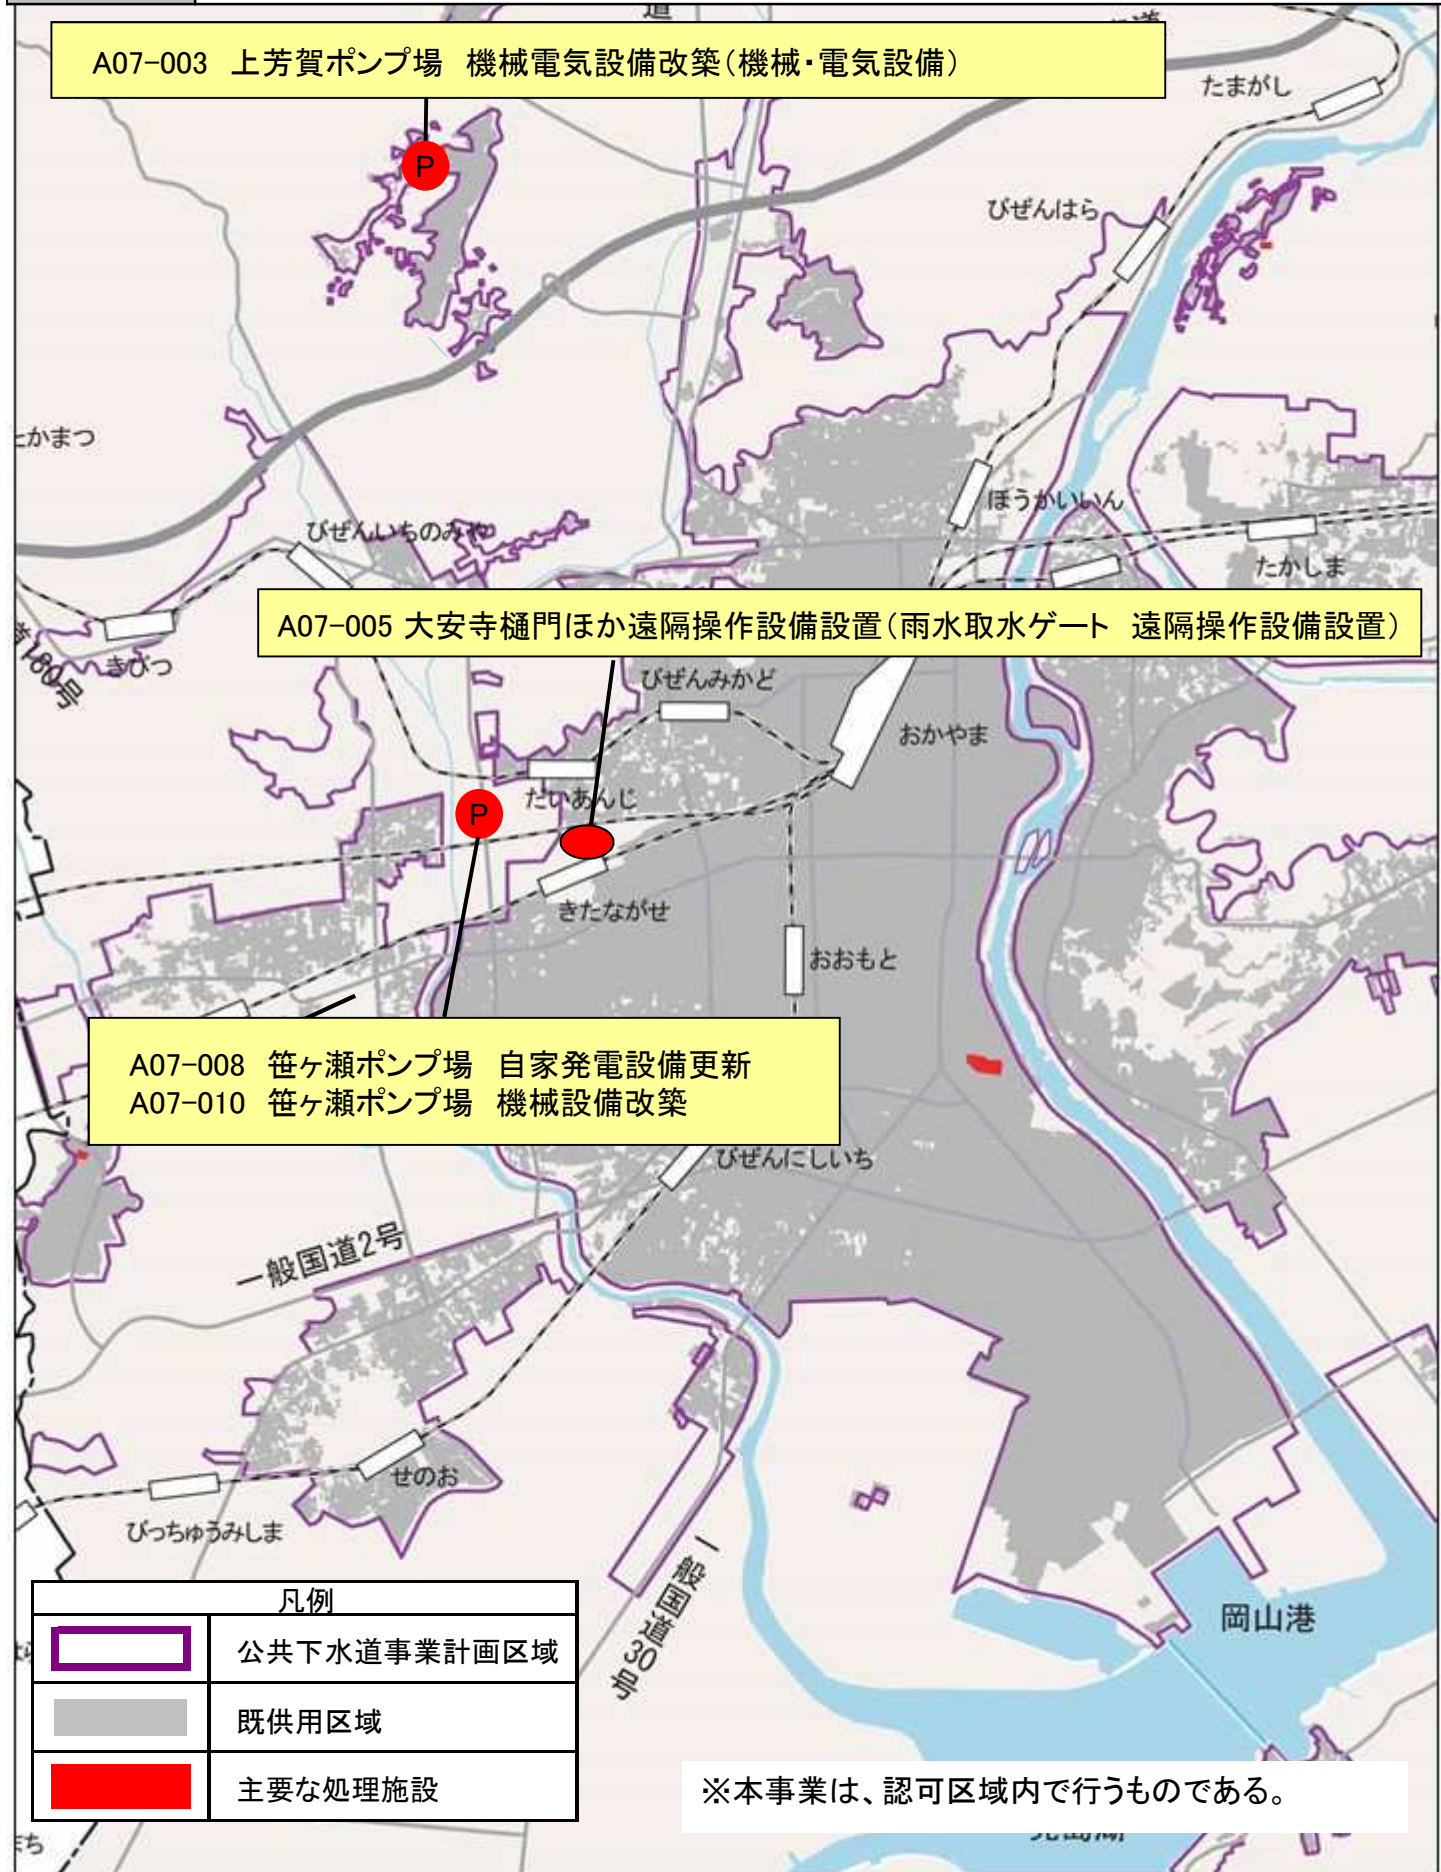 道
A07-003 上芳賀ポンプ場 機械電気設備改築(機械・電気設備)
たまがし
P
びぜんはら
たかまつ
ほうかいいん
びぜんいちのみや
たかしま
A07-005 大安寺樋門ほか遠隔操作設備設置(雨水取水ゲート 遠隔操作設備設置)
180号
きびつ
びぜんみかど
おかやま
たいあんじ
P
きたながせ
おおもと
A07-008 笹ヶ瀬ポンプ場 自家発電設備更新
A07-010 笹ヶ瀬ポンプ場 機械設備改築
びぜんにしいち
一般国道2号
せのお
びっちゅうみしま
一般国道30号
岡山港
凡例
公共下水道事業計画区域
既供用区域
主要な処理施設
※本事業は、認可区域内で行うものである。